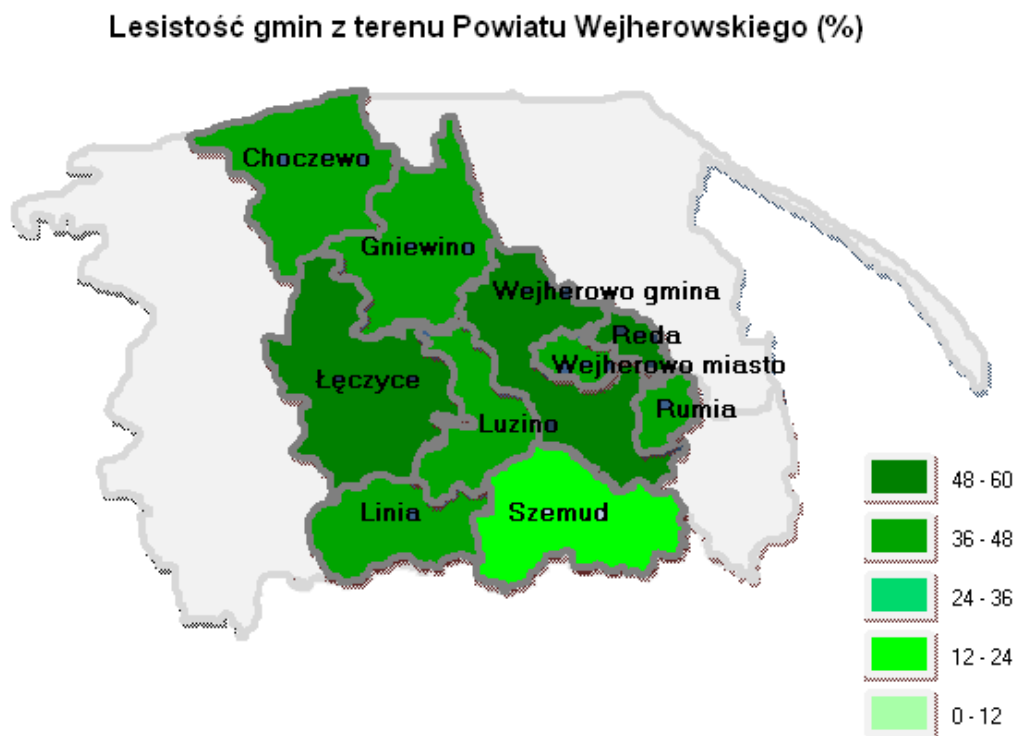 Lesistość gmin z terenu Powiatu Wejherowskiego (%)
Choczewo
Gniewino
Wejherowo gmina
Reda
Wejherowo miasto
Łęczyce
Rumia
Luzino
Linia
Szemud
48 - 60
36 - 48
24 - 36
12 - 24
0 - 12